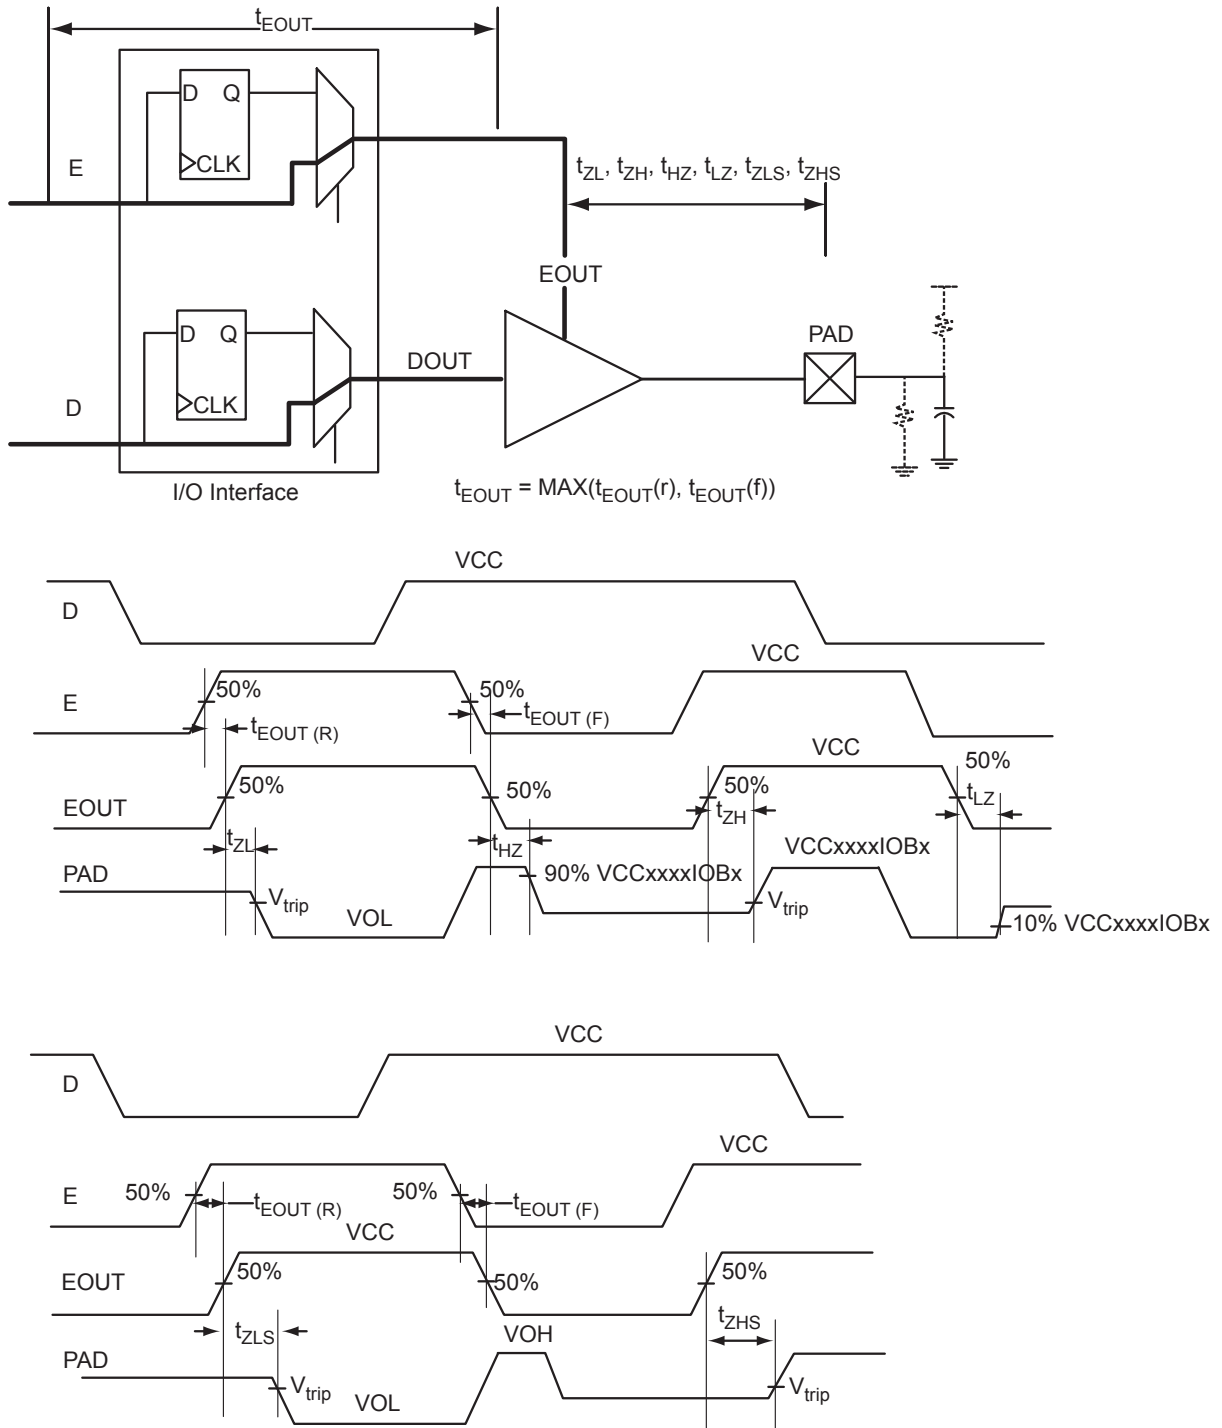 tEOUT
D Q
CLK
E
tZL, tZH, tHZ, tLZ, tZLS, tZHS
EOUT
D Q
CLK
DOUT
PAD
D
I/O Interface
tEOUT = MAX(tEOUT(r), tEOUT(f))
VCC
D
VCC
E
50%
50%
tEOUT (R)
tEOUT (F)
VCC
50%
EOUT
50%
50%
50%
tZL
tHZ
tZH
tLZ
PAD
90% VCCxxxxIOBx
VCCxxxxIOBx
Vtrip
VOL
Vtrip
10% VCCxxxxIOBx
VCC
D
VCC
E
50%
50%
tEOUT (R)
tEOUT (F)
VCC
EOUT
50%
50%
50%
tZLS
VOH
tZHS
PAD
Vtrip
VOL
Vtrip